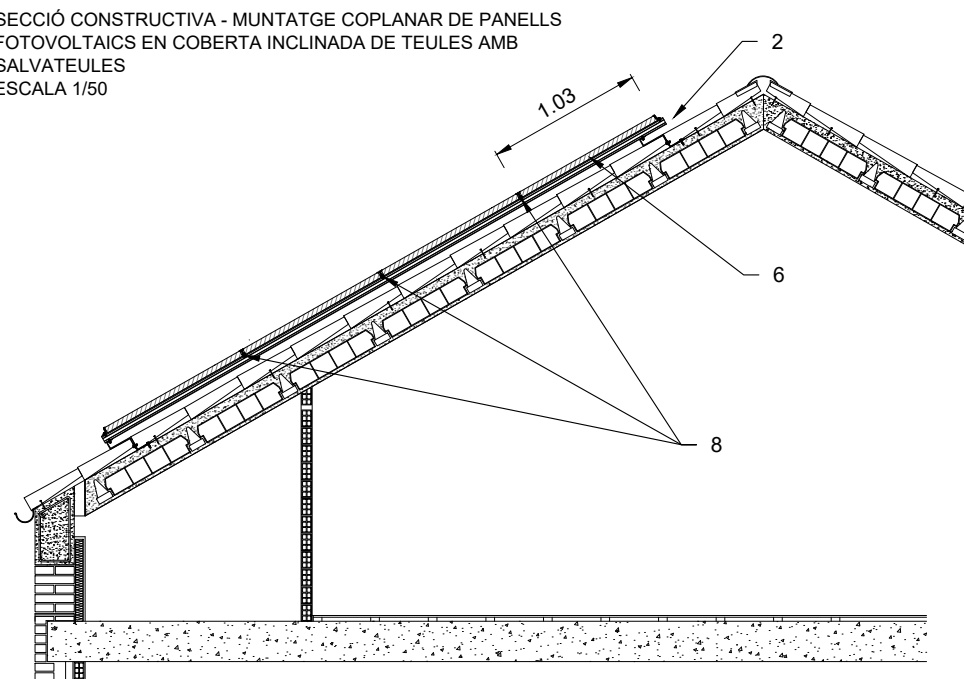 SECCIÓ CONSTRUCTIVA - MUNTATGE COPLANAR DE PANELLS
FOTOVOLTAICS EN COBERTA INCLINADA DE TEULES AMB
SALVATEULES
ESCALA 1/50
2
1.03
6
8